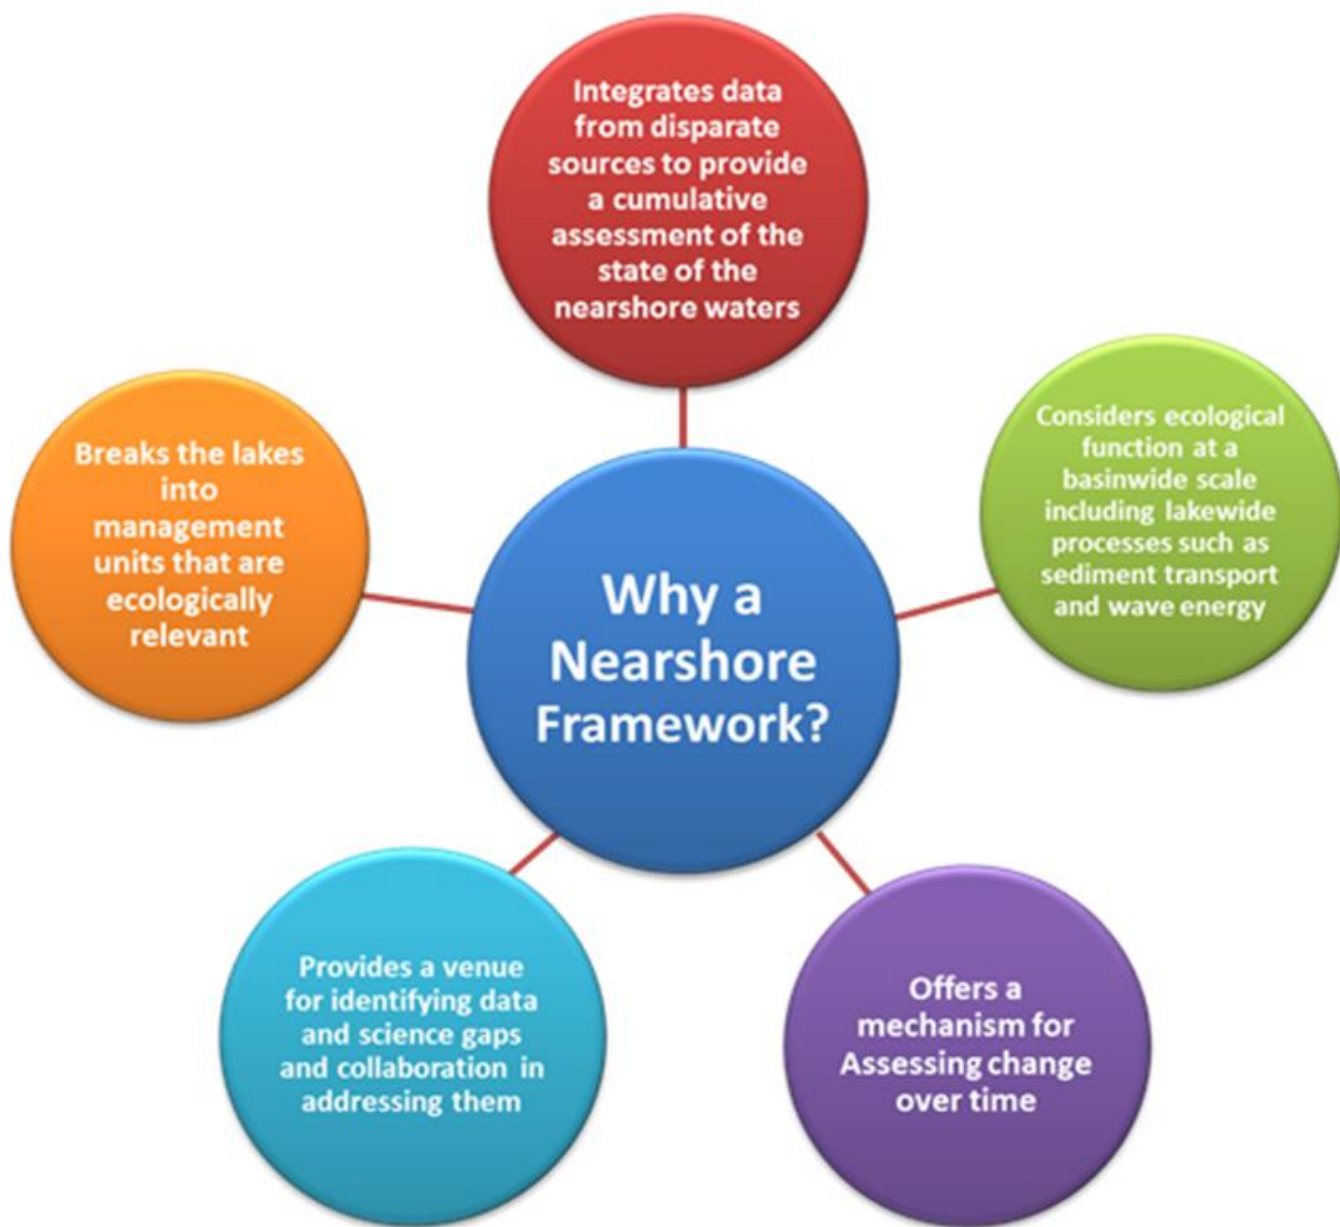 Integrates data
from disparate
sources to provide
a cumulative
assessment of the
state of the
nearshore waters
Considers ecological
function at a
basinwide scale
including lakewide
processes such as
sediment transport
and wave energy
Breaks the lakes
into
management
units that are
ecologically
relevant
Why a
Nearshore
Framework?
Provides a venue
for identifying data
and science gaps
and collaboration in
addressing them
Offers a
mechanism for
Assessing change
over time